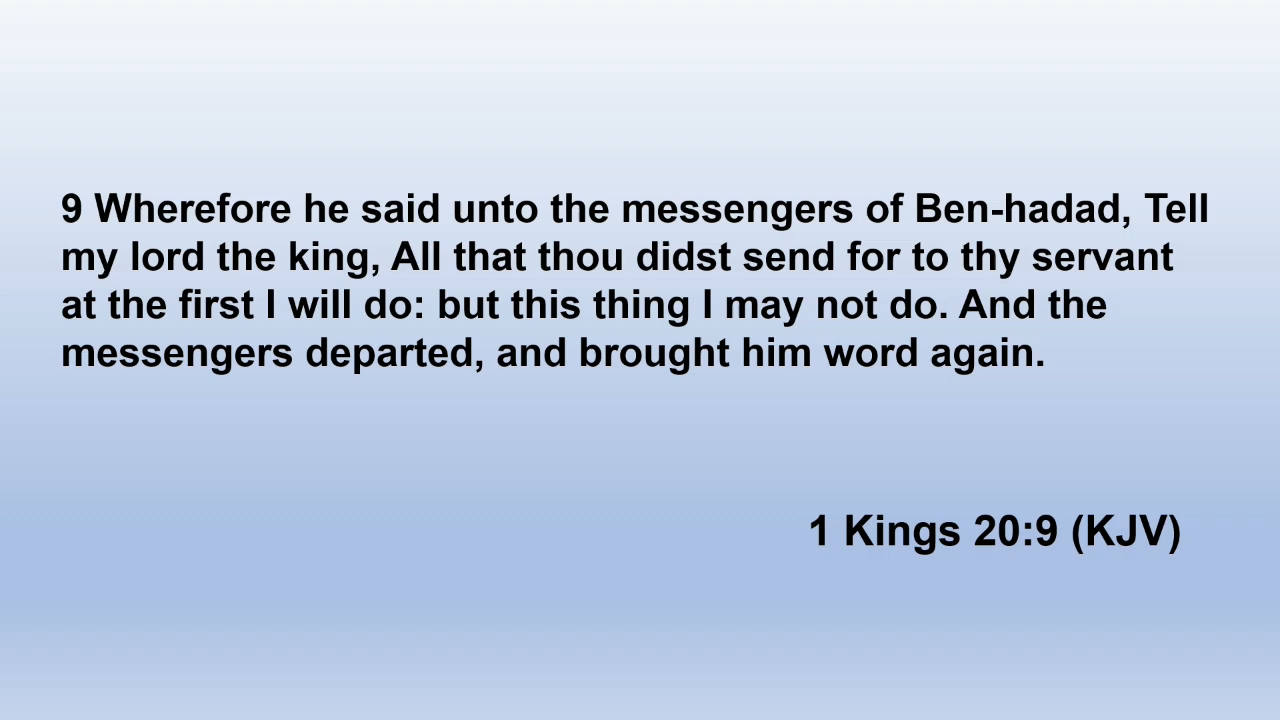 9 Wherefore he said unto the messengers of Ben-hadad, Tell
my lord the king, All that thou didst send for to thy servant
at the first I will do: but this thing I may not do. And the
messengers departed, and brought him word again.
1 Kings 20:9 (KJV)